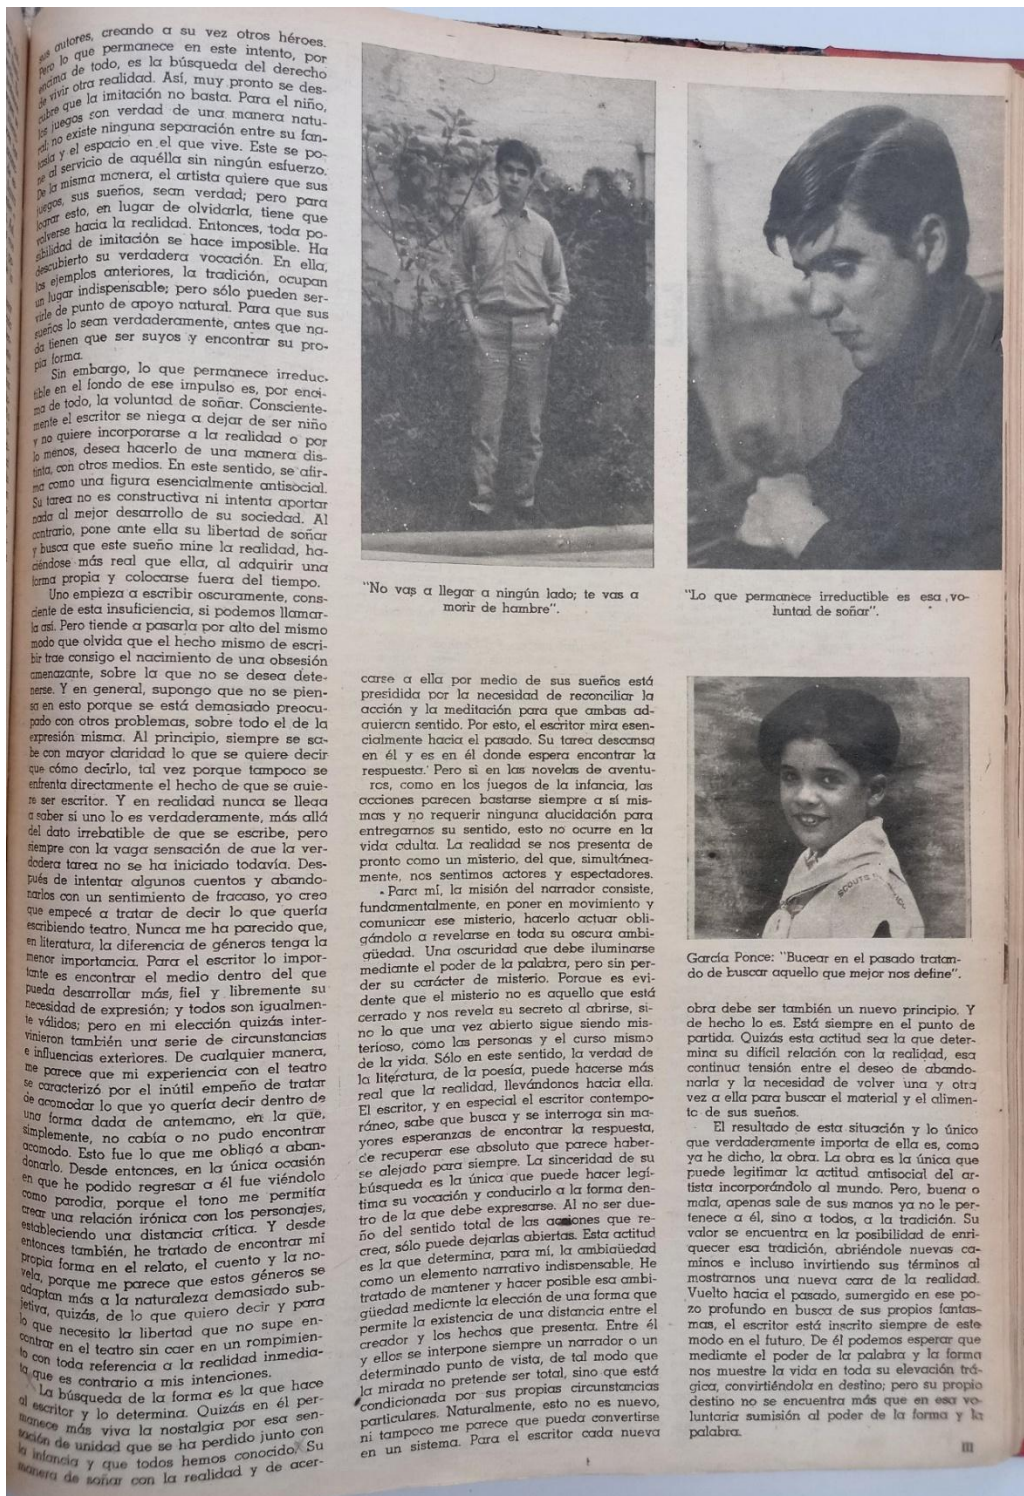 sus autores, creando a su vez otros héroes.
Pero lo que permanece en este intento, por
encima de todo, es la búsqueda del derecho
de vivir otra realidad. Así, muy pronto se des-
cubre que la imitación no basta. Para el niño,
los juegos son verdad de una manera natu-
ral; no existe ninguna separación entre su fan-
tasía y el espacio en el que vive. Este se po-
ne al servicio de aquélla sin ningún esfuerzo.
De la misma manera, el artista quiere que sus
juegos, sus sueños, sean verdad; pero para
lograr esto, en lugar de olvidarla, tiene que
volverse hacia la realidad. Entonces, toda po-
sibilidad de imitación se hace imposible. Ha
descubierto su verdadera vocación. En ella,
los ejemplos anteriores, la tradición, ocupan
un lugar indispensable; pero sólo pueden ser-
virle de punto de apoyo natural. Para que sus
sueños lo sean verdaderamente, antes que na-
da tienen que ser suyos y encontrar su pro-
pia forma.
Sin embargo, lo que permanece irreduc-
tible en el fondo de ese impulso es, por enci-
ma de todo, la voluntad de soñar. Consciente-
mente el escritor se niega a dejar de ser niño
y no quiere incorporarse a la realidad o por
lo menos, desea hacerlo de una manera dis-
tinta, con otros medios. En este sentido, se afir-
ma como una figura esencialmente antisocial.
Su tarea no es constructiva ni intenta aportar
nada al mejor desarrollo de su sociedad. Al
contrario, pone ante ella su libertad de soñar
y busca que este sueño mine la realidad, ha-
ciéndose más real que ella, al adquirir una
forma propia y colocarse fuera del tiempo.
Uno empieza a escribir oscuramente, cons-
ciente de esta insuficiencia, si podemos llamar-
la así. Pero tiende a pasarla por alto del mismo
modo que olvida que el hecho mismo de escri-
bir trae consigo el nacimiento de una obsesión
amenazante, sobre la que no se desea dete-
nerse. Y en general, supongo que no se pien-
sa en esto porque se está demasiado preocu-
pado con otros problemas, sobre todo el de la
expresión misma. Al principio, siempre se sa-
be con mayor claridad lo que se quiere decir
que cómo decirlo, tal vez porque tampoco se
enfrenta directamente el hecho de que se quie-
re ser escritor. Y en realidad nunca se llega
a saber si uno lo es verdaderamente, más allá
del dato irrebatible de que se escribe, pero
siempre con la vaga sensación de que la ver-
dadera tarea no se ha iniciado todavía. Des-
pués de intentar algunos cuentos y abando-
narlos con un sentimiento de fracaso, yo creo
que empecé a tratar de decir lo que quería
escribiendo teatro. Nunca me ha parecido que,
en literatura, la diferencia de géneros tenga la
menor importancia. Para el escritor lo impor-
tante es encontrar el medio dentro del que
pueda desarrollar más, fiel y libremente su
necesidad de expresión; y todos son igualmen-
te válidos; pero en mi elección quizás inter-
vinieron también una serie de circunstancias
e influencias exteriores. De cualquier manera,
me parece que mi experiencia con el teatro
se caracterizó por el inútil empeño de tratar
de acomodar lo que yo quería decir dentro de
una forma dada de antemano, en la que,
simplemente, no cabía o no pudo encontrar
acomodo. Esto fue lo que me obligó a aban-
donarlo. Desde entonces, en la única ocasión
en que he podido regresar a él fue viéndolo
como parodia, porque el tono me permitía
crear una relación irónica con los personajes,
estableciendo una distancia crítica. Y desde
entonces también, he tratado de encontrar mi
propia forma en el relato, el cuento y la no-
vela, porque me parece que estos géneros se
adaptan más a la naturaleza demasiado sub-
jetiva, quizás, de lo que quiero decir y para
lo que necesito la libertad que no supe en-
contrar en el teatro sin caer en un rompimien-
to con toda referencia a la realidad inmedia-
ta que es contrario a mis intenciones.
La búsqueda de la forma es la que hace
al escritor y lo determina. Quizás en él per-
manece más viva la nostalgia por esa sen-
sación de unidad que se ha perdido junto con
la infancia y que todos hemos conocido. Su
manera de soñar con la realidad y de acer-
"No vas a llegar a ningún lado; te vas a
morir de hambre".
carse a ella por medio de sus sueños está
presidida por la necesidad de reconciliar la
acción y la meditación para que ambas ad-
quieran sentido. Por esto, el escritor mira esen-
cialmente hacia el pasado. Su tarea descansa
en él y es en él donde espera encontrar la
respuesta. Pero si en las novelas de aventu-
ras, como en los juegos de la infancia, las
acciones parecen bastarse siempre a sí mis-
mas y no requerir ninguna alucidación para
entregarnos su sentido, esto no ocurre en la
vida adulta. La realidad se nos presenta de
pronto como un misterio, del que, simultánea-
mente, nos sentimos actores y espectadores.
Para mí, la misión del narrador consiste,
fundamentalmente, en poner en movimiento y
comunicar ese misterio, hacerlo actuar obli-
gándolo a revelarse en toda su oscura ambi-
güedad. Una oscuridad que debe iluminarse
mediante el poder de la palabra, pero sin per-
der su carácter de misterio. Porque es evi-
dente que el misterio no es aquello que está
cerrado y nos revela su secreto al abrirse, si-
no lo que una vez abierto sigue siendo mis-
terioso, como las personas y el curso mismo
de la vida. Sólo en este sentido, la verdad de
la literatura, de la poesía, puede hacerse más
real que la realidad, llevándonos hacia ella.
El escritor, y en especial el escritor contempo-
ráneo, sabe que busca y se interroga sin ma-
yores esperanzas de encontrar la respuesta,
de recuperar ese absoluto que parece haber-
se alejado para siempre. La sinceridad de su
búsqueda es la única que puede hacer legí-
tima su vocación y conducirlo a la forma den-
tro de la que debe expresarse. Al no ser due-
ño del sentido total de las acciones que re-
crea, sólo puede dejarlas abiertas. Esta actitud
es la que determina, para mí, la ambigüedad
como un elemento narrativo indispensable. He
tratado de mantener y hacer posible esa ambi-
güedad mediante la elección de una forma que
permite la existencia de una distancia entre el
creador y los hechos que presenta. Entre él
y ellos se interpone siempre un narrador o un
determinado punto de vista, de tal modo que
la mirada no pretende ser total, sino que está
condicionada por sus propias circunstancias
particulares. Naturalmente, esto no es nuevo,
ni tampoco me parece que pueda convertirse
en un sistema. Para el escritor cada nueva
"Lo que permanece irreductible es esa vo-
luntad de soñar".
SCOUTS
García Ponce: "Bucear en el pasado tratan-
do de buscar aquello que mejor nos define".
obra debe ser también un nuevo principio. Y
de hecho lo es. Está siempre en el punto de
partida. Quizás esta actitud sea la que deter-
mina su difícil relación con la realidad, esa
continua tensión entre el deseo de abando-
narla y la necesidad de volver una y otra
vez a ella para buscar el material y el alimen-
to de sus sueños.
El resultado de esta situación y lo único
que verdaderamente importa de ella es, como
ya he dicho, la obra. La obra es la única que
puede legitimar la actitud antisocial del ar-
tista incorporándolo al mundo. Pero, buena o
mala, apenas sale de sus manos ya no le per-
tenece a él, sino a todos, a la tradición. Su
valor se encuentra en la posibilidad de enri-
quecer esa tradición, abriéndole nuevas ca-
minos e incluso invirtiendo sus términos al
mostrarnos una nueva cara de la realidad.
Vuelto hacia el pasado, sumergido en ese po-
zo profundo en busca de sus propios fantas-
mas, el escritor está inscrito siempre de este
modo en el futuro. De él podemos esperar que
mediante el poder de la palabra y la forma
nos muestre la vida en toda su elevación trá-
gica, convirtiéndola en destino; pero su propio
destino no se encuentra más que en esa vo-
luntaria sumisión al poder de la forma y la
palabra.
III